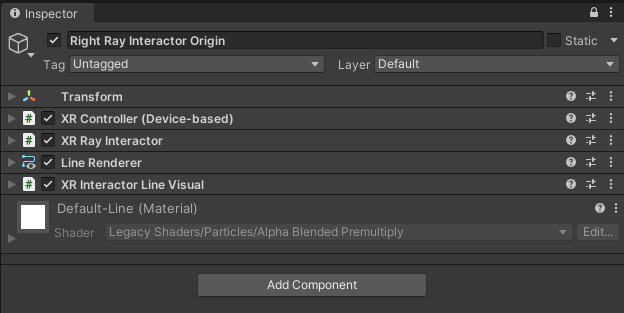 Inspector
Right Ray Interactor Origin Static
Tag Untagged Layer Default
Transform
XR Controller (Device-based)
XR Ray Interactor
Line Renderer
XR Interactor Line Visual
Default-Line (Material)
Shader Legacy Shaders/Particles/Alpha Blended Premultiply Edit...
Add Component